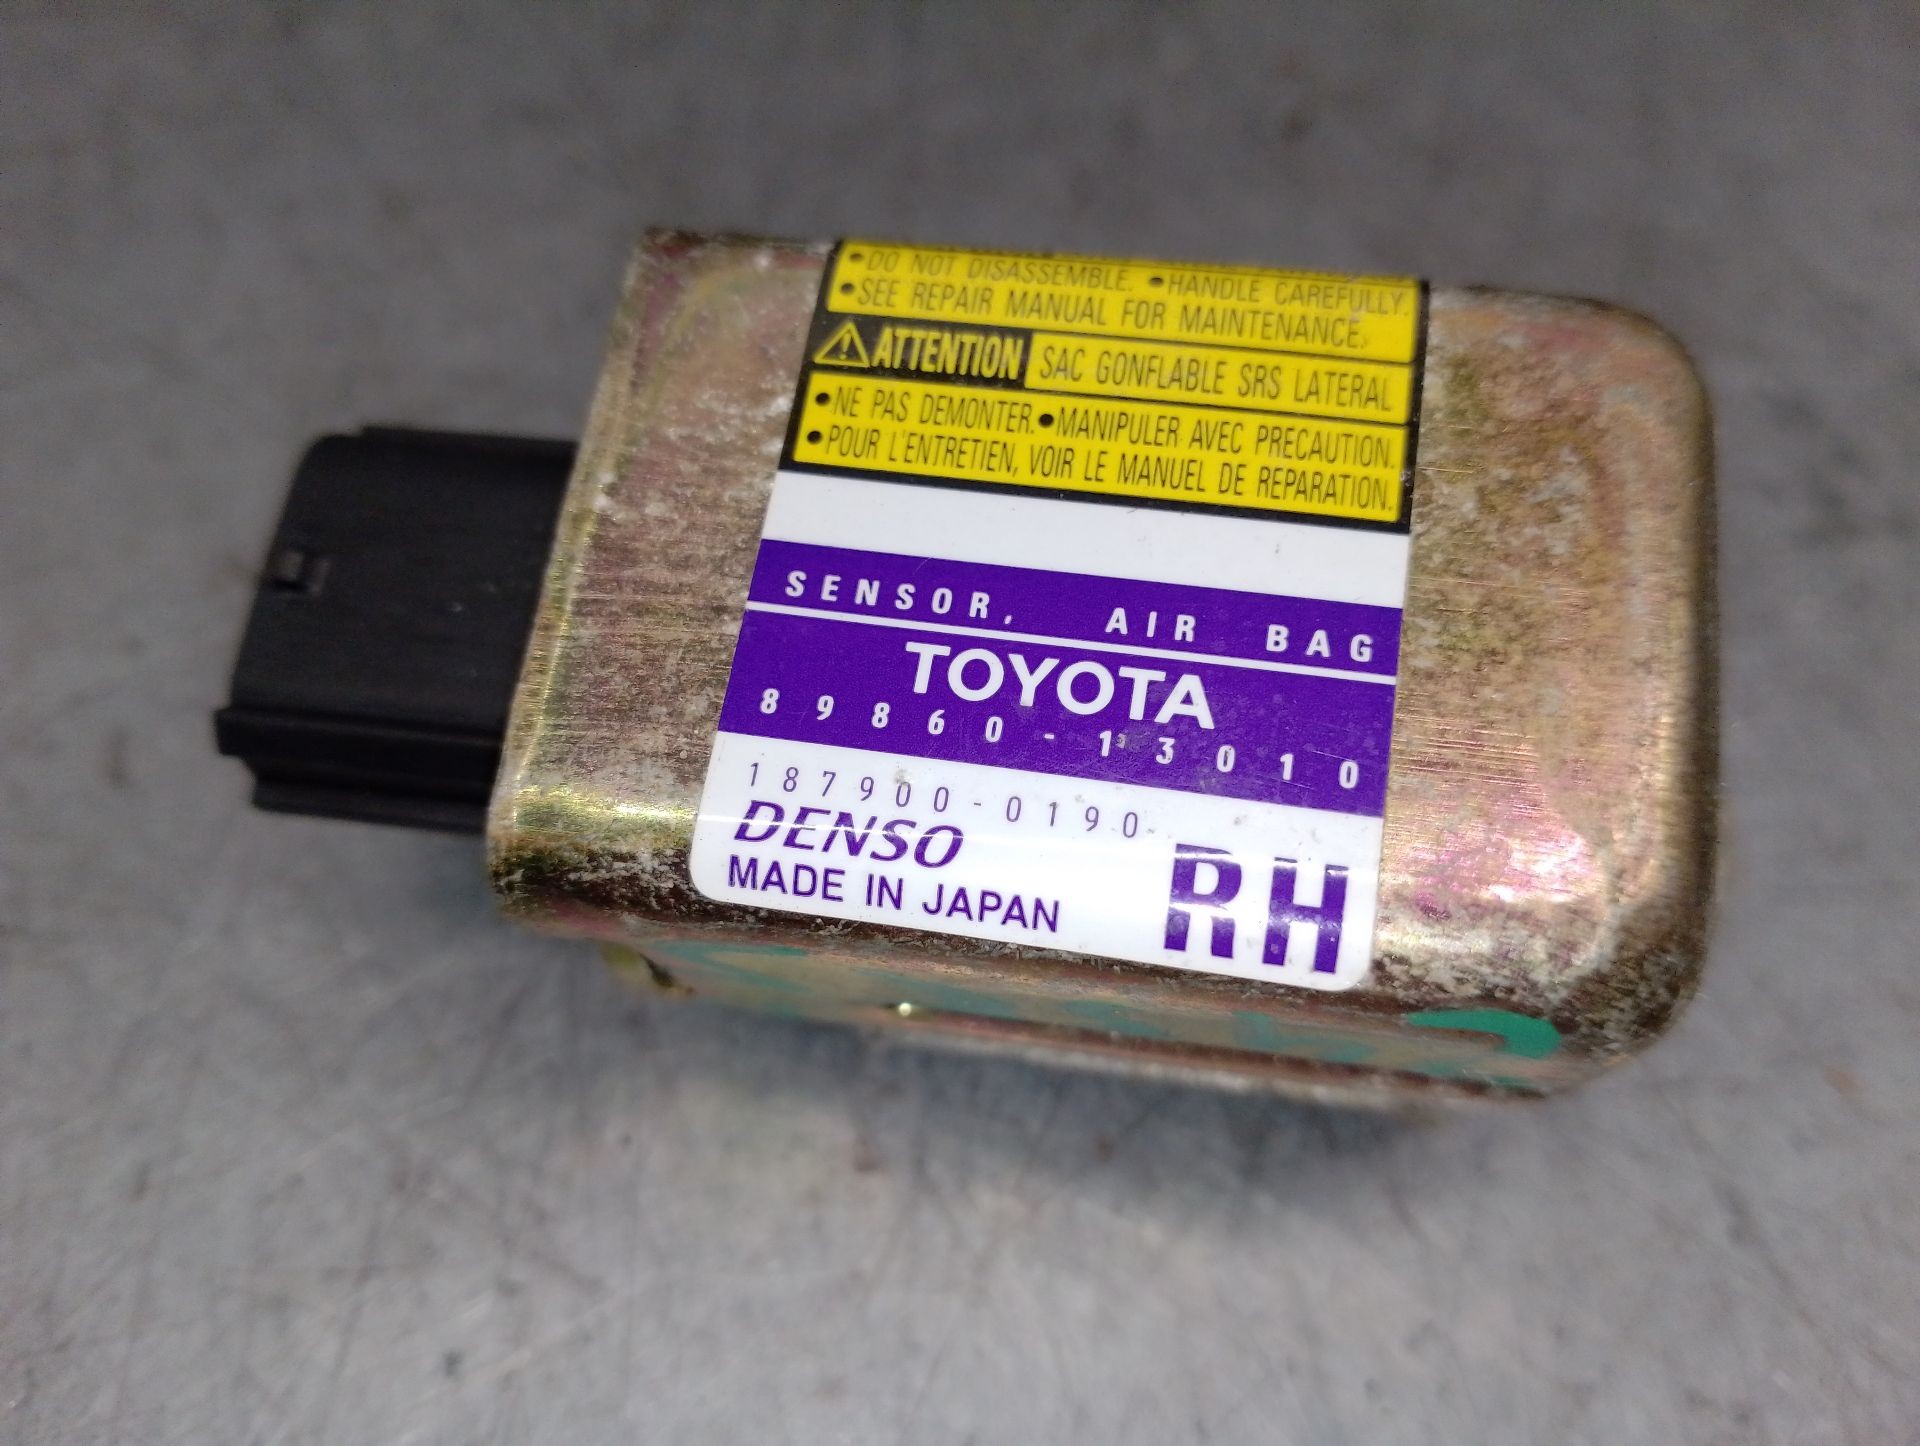 •DO NOT DISASSEMBLE. •HANDLE CAREFULLY.
•SEE REPAIR MANUAL FOR MAINTENANCE.
ATTENTION SAC GONFLABLE SRS LATERAL
•NE PAS DEMONTER. •MANIPULER AVEC PRECAUTION.
•POUR L'ENTRETIEN, VOIR LE MANUEL DE REPARATION.
SENSOR, AIR BAG
TOYOTA
89860-13010
187900-0190
DENSO
MADE IN JAPAN
RH